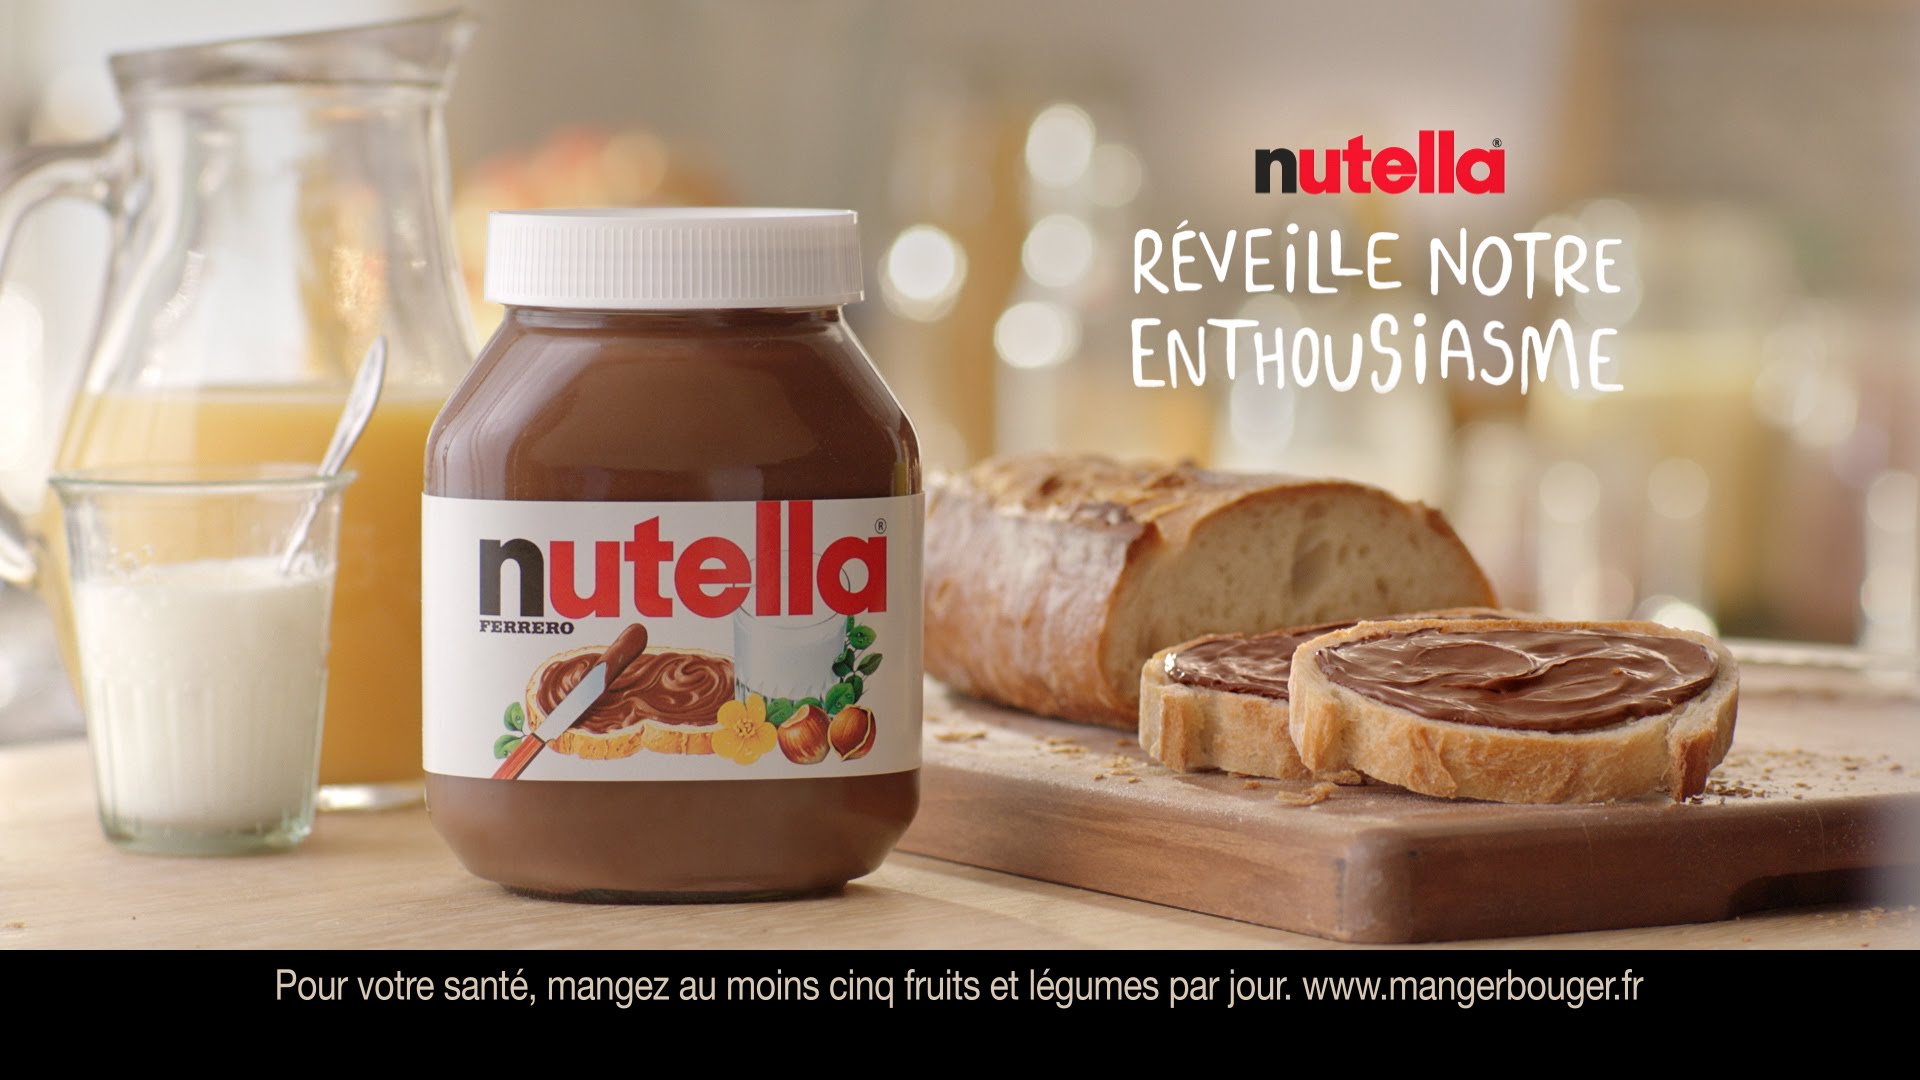 nutella®
RÉVEILLE NOTRE
ENTHOUSIASME
nutella®
FERRERO
Pour votre santé, mangez au moins cinq fruits et légumes par jour. www.mangerbouger.fr